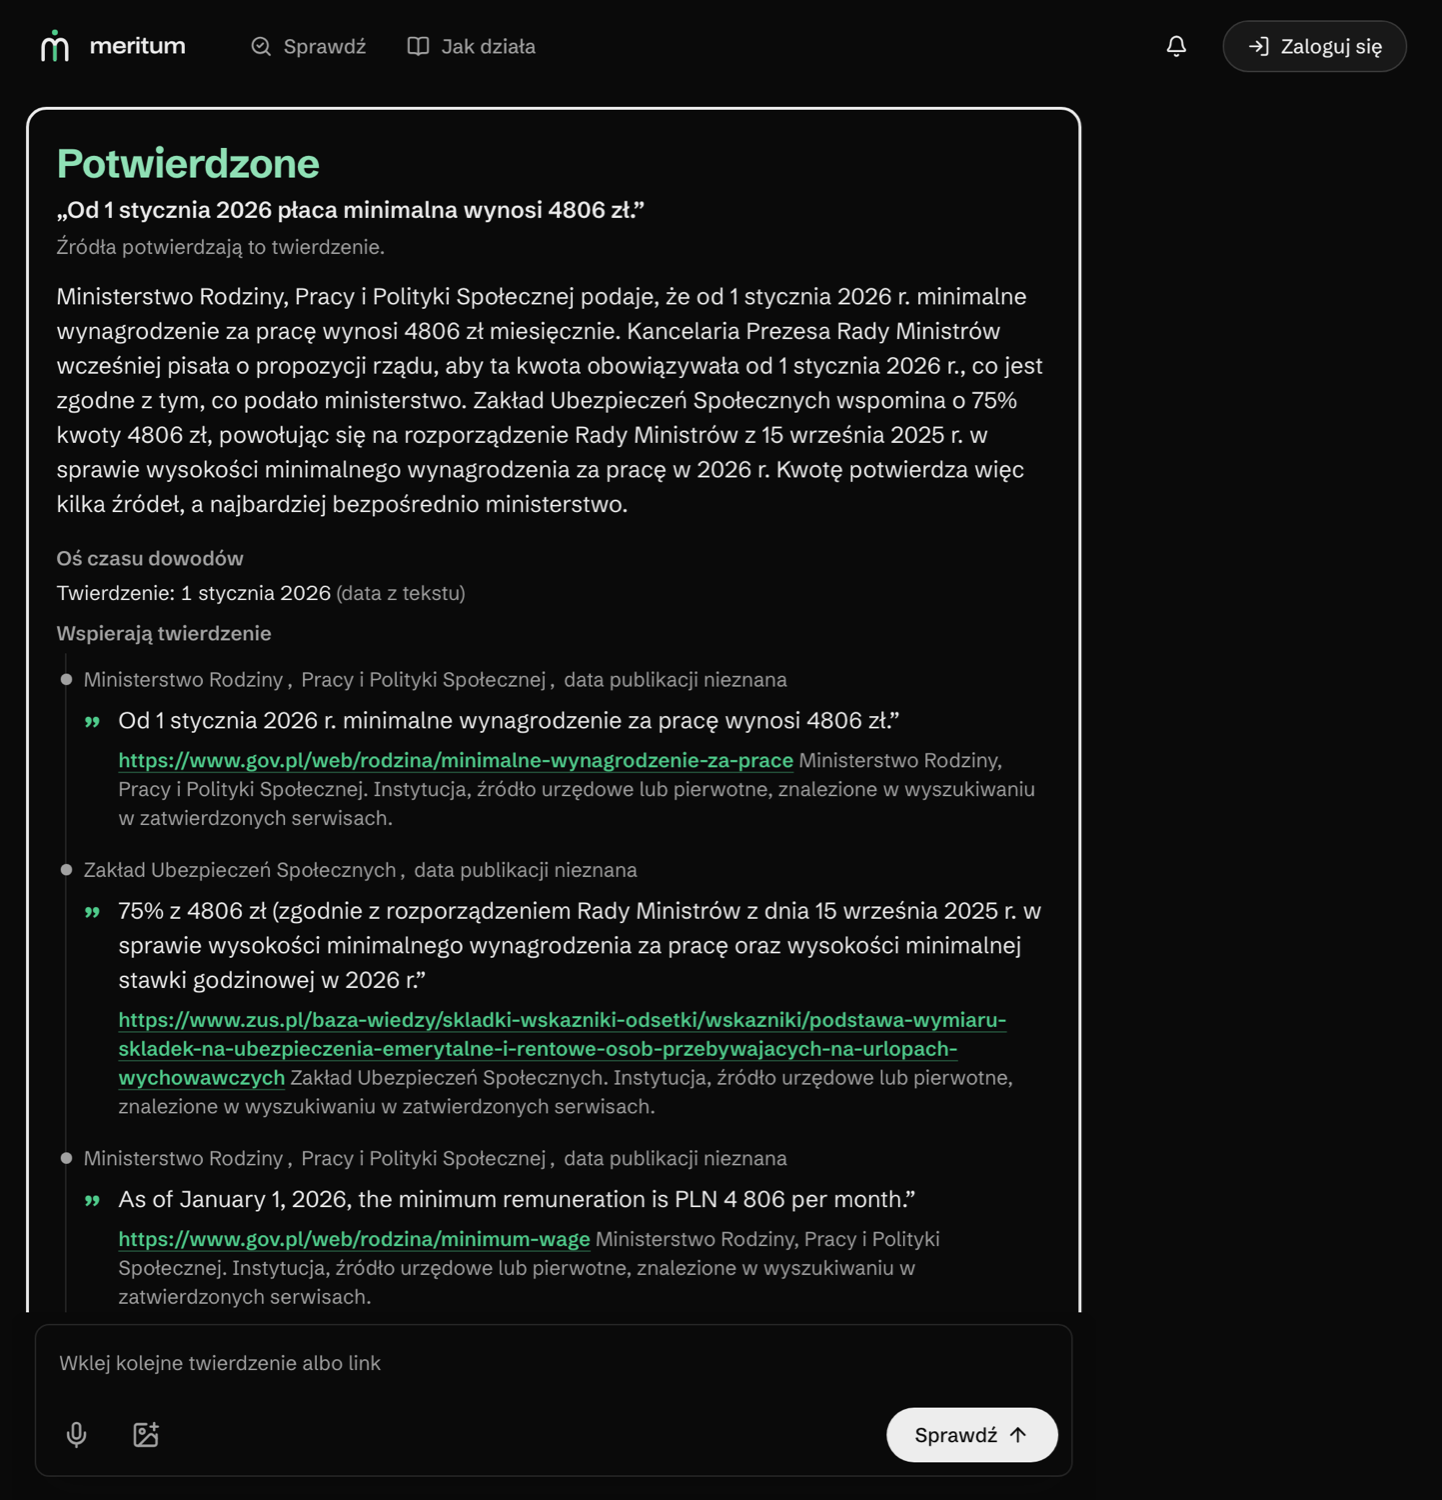 meritum
Sprawdź
Jak działa
Zaloguj się
Potwierdzone
„Od 1 stycznia 2026 płaca minimalna wynosi 4806 zł.”
Źródła potwierdzają to twierdzenie.
Ministerstwo Rodziny, Pracy i Polityki Społecznej podaje, że od 1 stycznia 2026 r. minimalne
wynagrodzenie za pracę wynosi 4806 zł miesięcznie. Kancelaria Prezesa Rady Ministrów
wcześniej pisała o propozycji rządu, aby ta kwota obowiązywała od 1 stycznia 2026 r., co jest
zgodne z tym, co podało ministerstwo. Zakład Ubezpieczeń Społecznych wspomina o 75%
kwoty 4806 zł, powołując się na rozporządzenie Rady Ministrów z 15 września 2025 r. w
sprawie wysokości minimalnego wynagrodzenia za pracę w 2026 r. Kwotę potwierdza więc
kilka źródeł, a najbardziej bezpośrednio ministerstwo.
Oś czasu dowodów
Twierdzenie: 1 stycznia 2026 (data z tekstu)
Wspierają twierdzenie
Ministerstwo Rodziny , Pracy i Polityki Społecznej , data publikacji nieznana
” Od 1 stycznia 2026 r. minimalne wynagrodzenie za pracę wynosi 4806 zł.”
https://www.gov.pl/web/rodzina/minimalne-wynagrodzenie-za-prace Ministerstwo Rodziny,
Pracy i Polityki Społecznej. Instytucja, źródło urzędowe lub pierwotne, znalezione w wyszukiwaniu
w zatwierdzonych serwisach.
Zakład Ubezpieczeń Społecznych , data publikacji nieznana
” 75% z 4806 zł (zgodnie z rozporządzeniem Rady Ministrów z dnia 15 września 2025 r. w
sprawie wysokości minimalnego wynagrodzenia za pracę oraz wysokości minimalnej
stawki godzinowej w 2026 r.”
https://www.zus.pl/baza-wiedzy/skladki-wskazniki-odsetki/wskazniki/podstawa-wymiaru-
skladek-na-ubezpieczenia-emerytalne-i-rentowe-osob-przebywajacych-na-urlopach-
wychowawczych Zakład Ubezpieczeń Społecznych. Instytucja, źródło urzędowe lub pierwotne,
znalezione w wyszukiwaniu w zatwierdzonych serwisach.
Ministerstwo Rodziny , Pracy i Polityki Społecznej , data publikacji nieznana
” As of January 1, 2026, the minimum remuneration is PLN 4 806 per month.”
https://www.gov.pl/web/rodzina/minimum-wage Ministerstwo Rodziny, Pracy i Polityki
Społecznej. Instytucja, źródło urzędowe lub pierwotne, znalezione w wyszukiwaniu w
zatwierdzonych serwisach.
Wklej kolejne twierdzenie albo link
Sprawdź